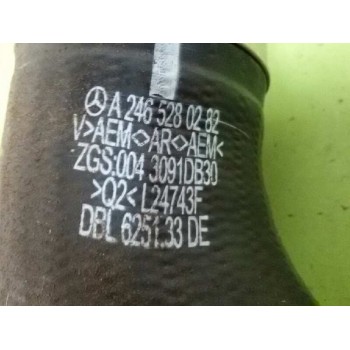 A 246 528 02 82
V>AEM<>AR<>AEM<
ZGS:004 3091DB30
>Q2< L24743F
DBL 6251.33 DE